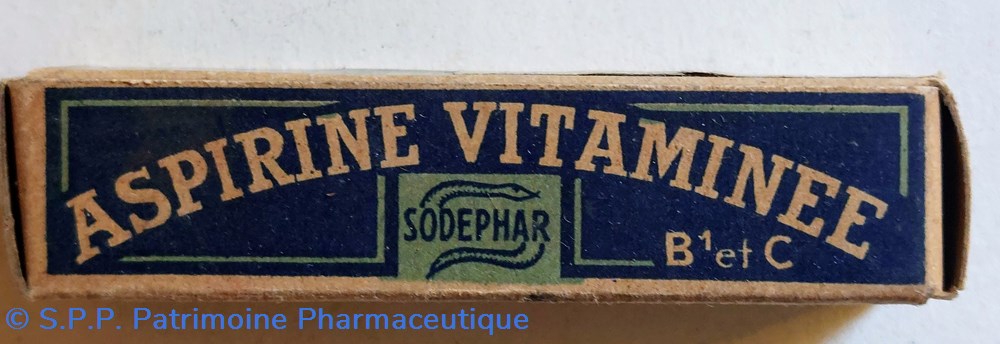 ASPIRINE VITAMINEE
SODEPHAR
B¹ et C
© S.P.P. Patrimoine Pharmaceutique